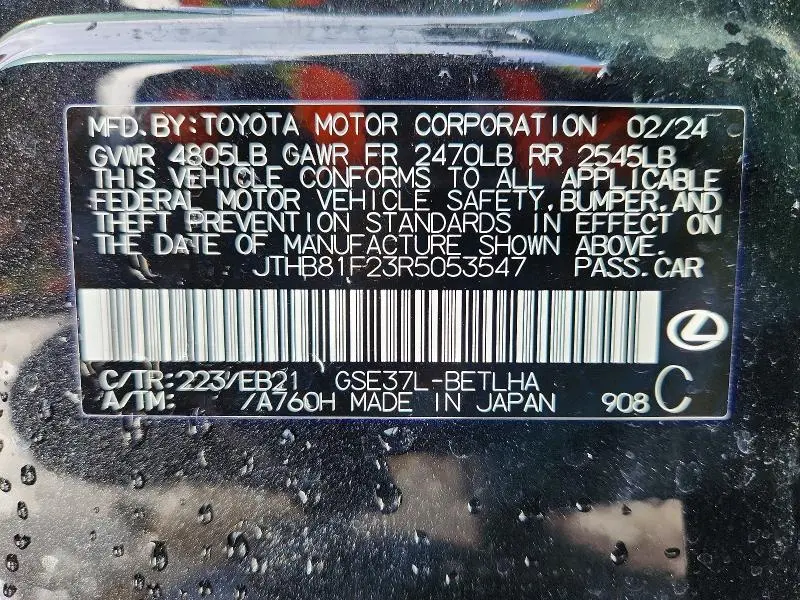 MFD.BY:TOYOTA MOTOR CORPORATION 02/24
GVWR 4805LB GAWR FR 2470LB RR 2545LB
THIS VEHICLE CONFORMS TO ALL APPLICABLE
FEDERAL MOTOR VEHICLE SAFETY,BUMPER,AND
THEFT PREVENTION STANDARDS IN EFFECT ON
THE DATE OF MANUFACTURE SHOWN ABOVE.
JTHB81F23R5053547 PASS.CAR
C/TR:223/EB21 GSE37L-BETLHA
A/TM: /A760H MADE IN JAPAN 908 C